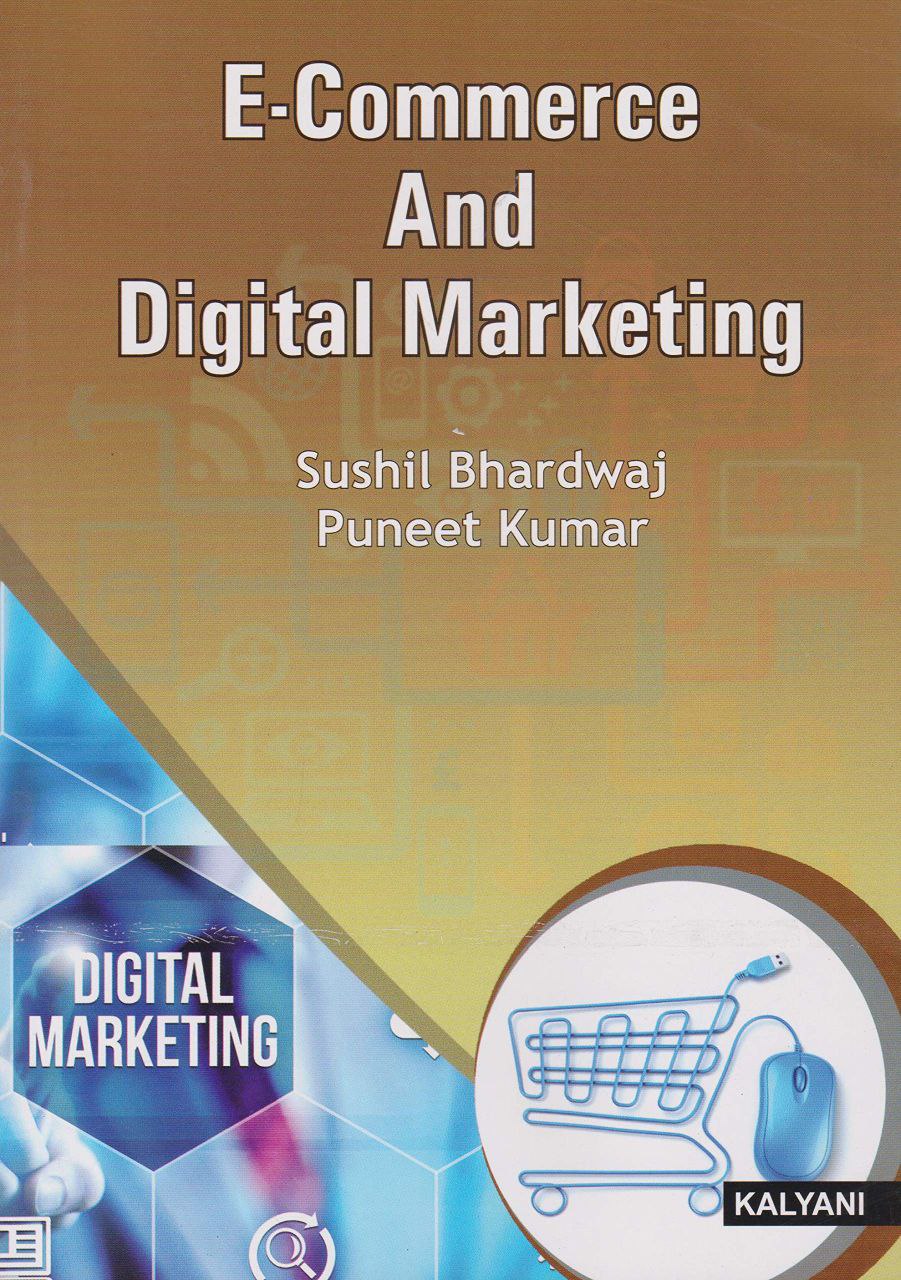 E-Commerce
And
Digital Marketing
Sushil Bhardwaj
Puneet Kumar
DIGITAL
MARKETING
KALYANI